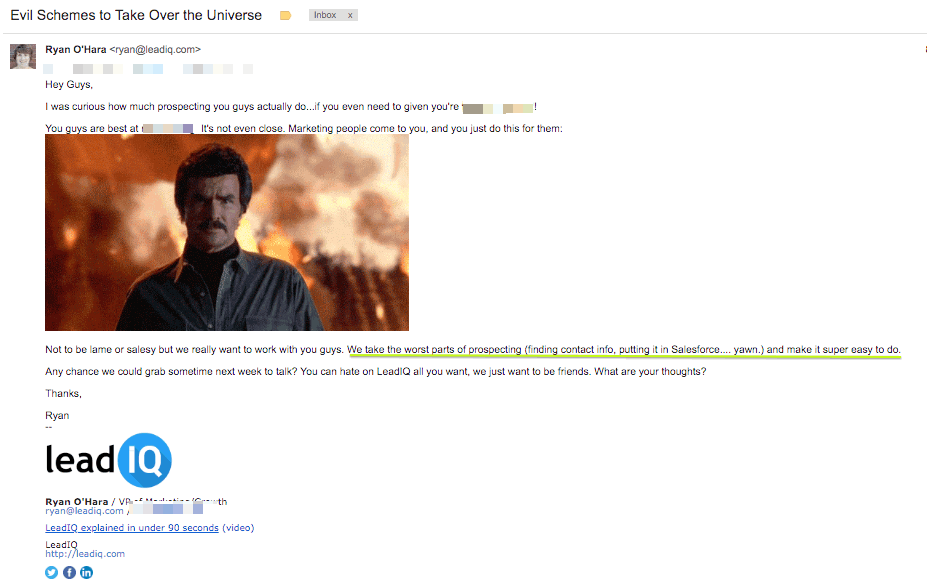 Evil Schemes to Take Over the Universe
Inbox x
Ryan O'Hara <ryan@leadiq.com>
Hey Guys,
I was curious how much prospecting you guys actually do...if you even need to given you're !
You guys are best at It's not even close. Marketing people come to you, and you just do this for them:
Not to be lame or salesy but we really want to work with you guys. We take the worst parts of prospecting (finding contact info, putting it in Salesforce.... yawn.) and make it super easy to do.
Any chance we could grab sometime next week to talk? You can hate on LeadIQ all you want, we just want to be friends. What are your thoughts?
Thanks,
Ryan
--
lead IQ
Ryan O'Hara / VP of Marketing/Growth
ryan@leadiq.com /
LeadIQ explained in under 90 seconds (video)
LeadIQ
http://leadiq.com